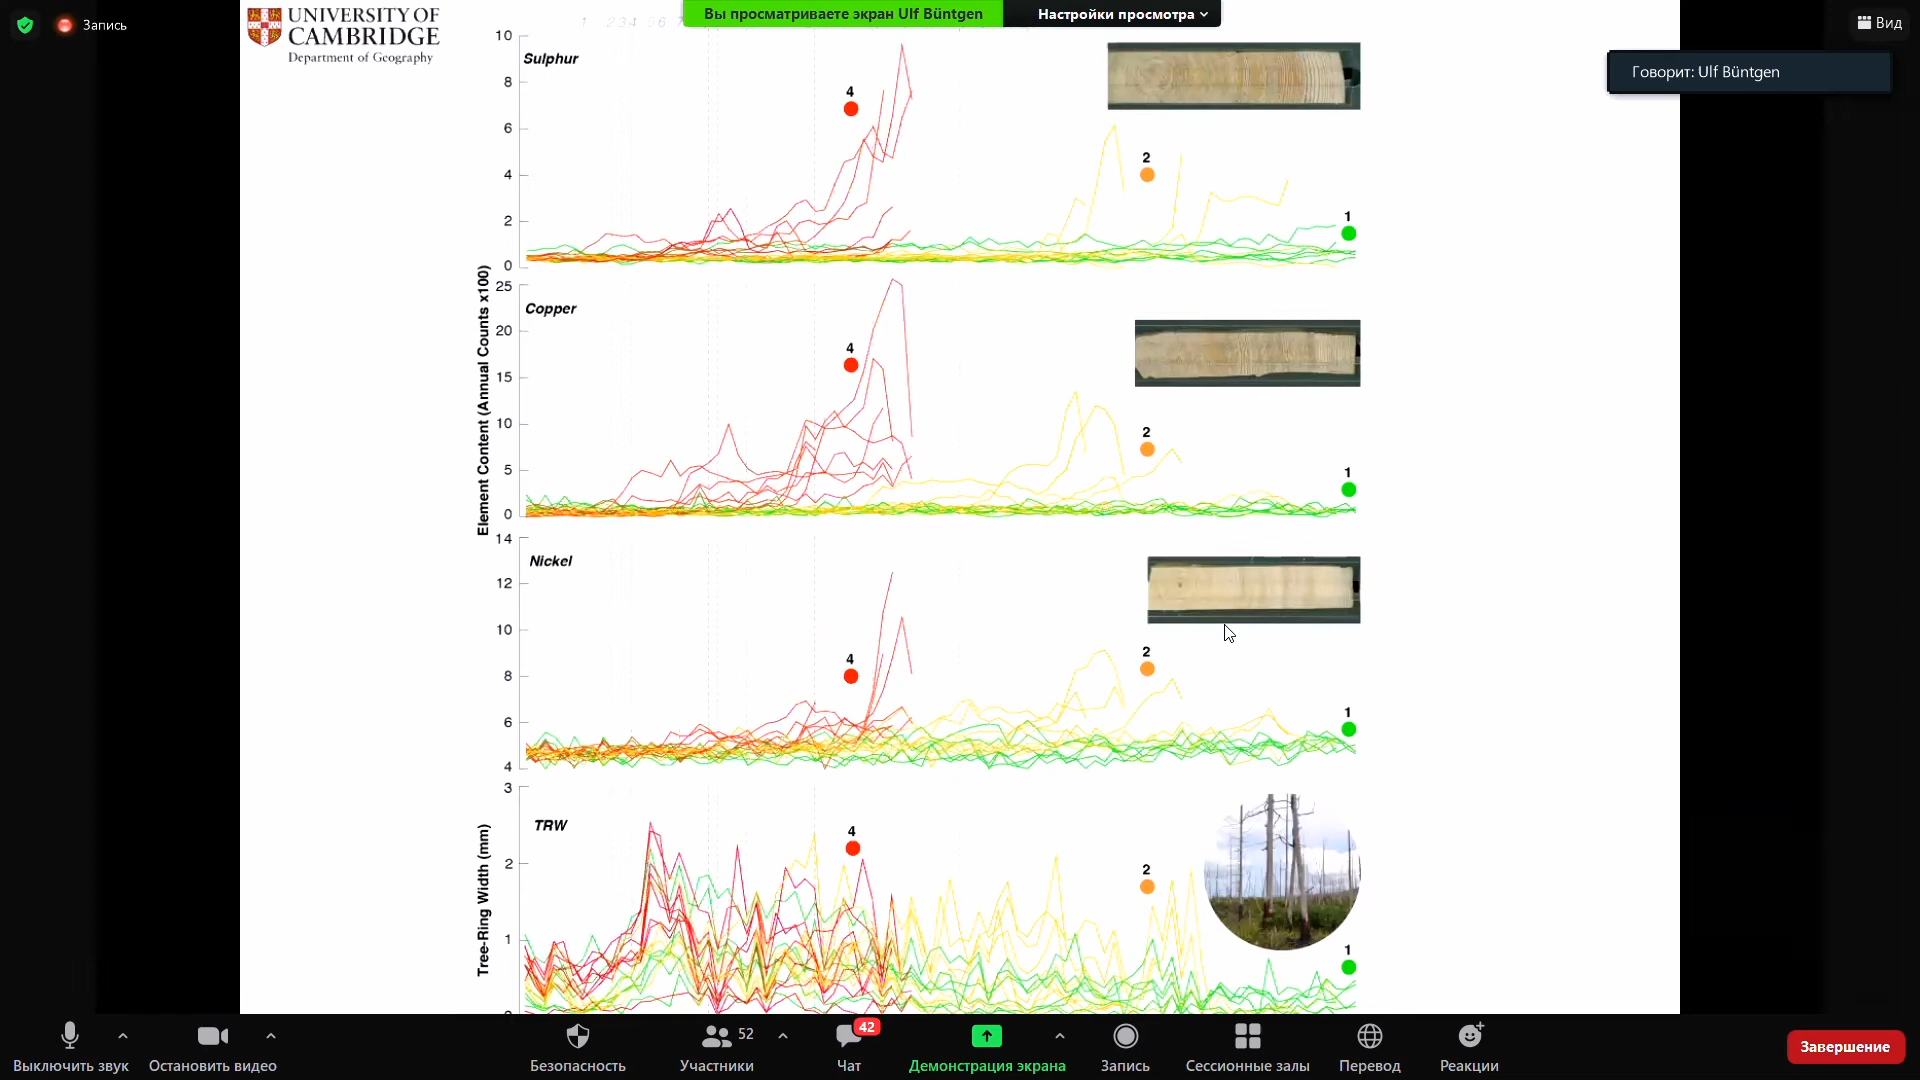 Запись
UNIVERSITY OF
CAMBRIDGE
Department of Geography
Вы просматриваете экран Ulf Büntgen
Настройки просмотра
Вид
Говорит: Ulf Büntgen
Sulphur
10
8
6
4
2
0
4
2
1
Element Content (Annual Counts x100)
Copper
25
20
15
10
5
0
4
2
1
Nickel
14
12
10
8
6
4
4
2
1
Tree-Ring Width (mm)
TRW
3
2
1
4
2
1
Выключить звук
Остановить видео
Безопасность
52
Участники
42
Чат
Демонстрация экрана
Запись
Сессионные залы
Перевод
Реакции
Завершение